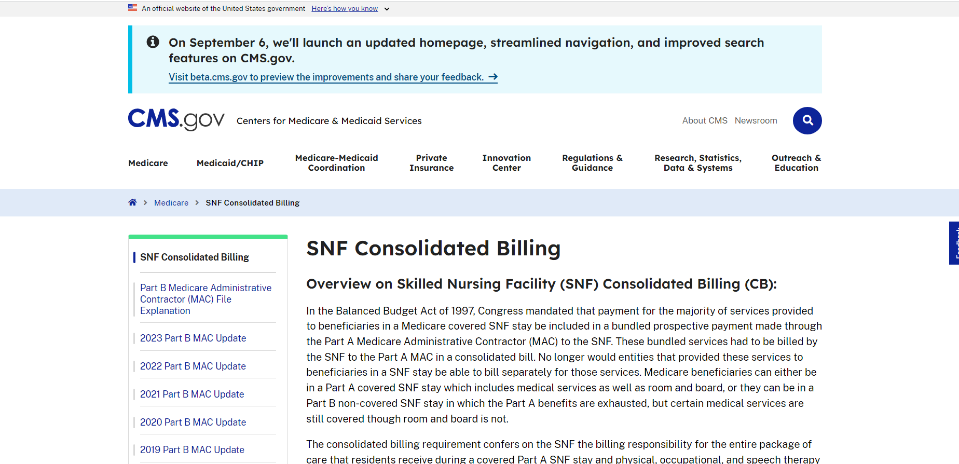 An official website of the United States government Here's how you know
On September 6, we'll launch an updated homepage, streamlined navigation, and improved search
features on CMS.gov.
Visit beta.cms.gov to preview the improvements and share your feedback. →
CMS.gov Centers for Medicare & Medicaid Services
About CMS Newsroom
Medicare
Medicaid/CHIP
Medicare-Medicaid
Coordination
Private
Insurance
Innovation
Center
Regulations &
Guidance
Research, Statistics,
Data & Systems
Outreach &
Education
Medicare > SNF Consolidated Billing
SNF Consolidated Billing
Part B Medicare Administrative
Contractor (MAC) File
Explanation
2023 Part B MAC Update
2022 Part B MAC Update
2021 Part B MAC Update
2020 Part B MAC Update
2019 Part B MAC Update
SNF Consolidated Billing
Overview on Skilled Nursing Facility (SNF) Consolidated Billing (CB):
In the Balanced Budget Act of 1997, Congress mandated that payment for the majority of services provided
to beneficiaries in a Medicare covered SNF stay be included in a bundled prospective payment made through
the Part A Medicare Administrative Contractor (MAC) to the SNF. These bundled services had to be billed by
the SNF to the Part A MAC in a consolidated bill. No longer would entities that provided these services to
beneficiaries in a SNF stay be able to bill separately for those services. Medicare beneficiaries can either be
in a Part A covered SNF stay which includes medical services as well as room and board, or they can be in a
Part B non-covered SNF stay in which the Part A benefits are exhausted, but certain medical services are
still covered though room and board is not.
The consolidated billing requirement confers on the SNF the billing responsibility for the entire package of
care that residents receive during a covered Part A SNF stay and physical, occupational, and speech therapy